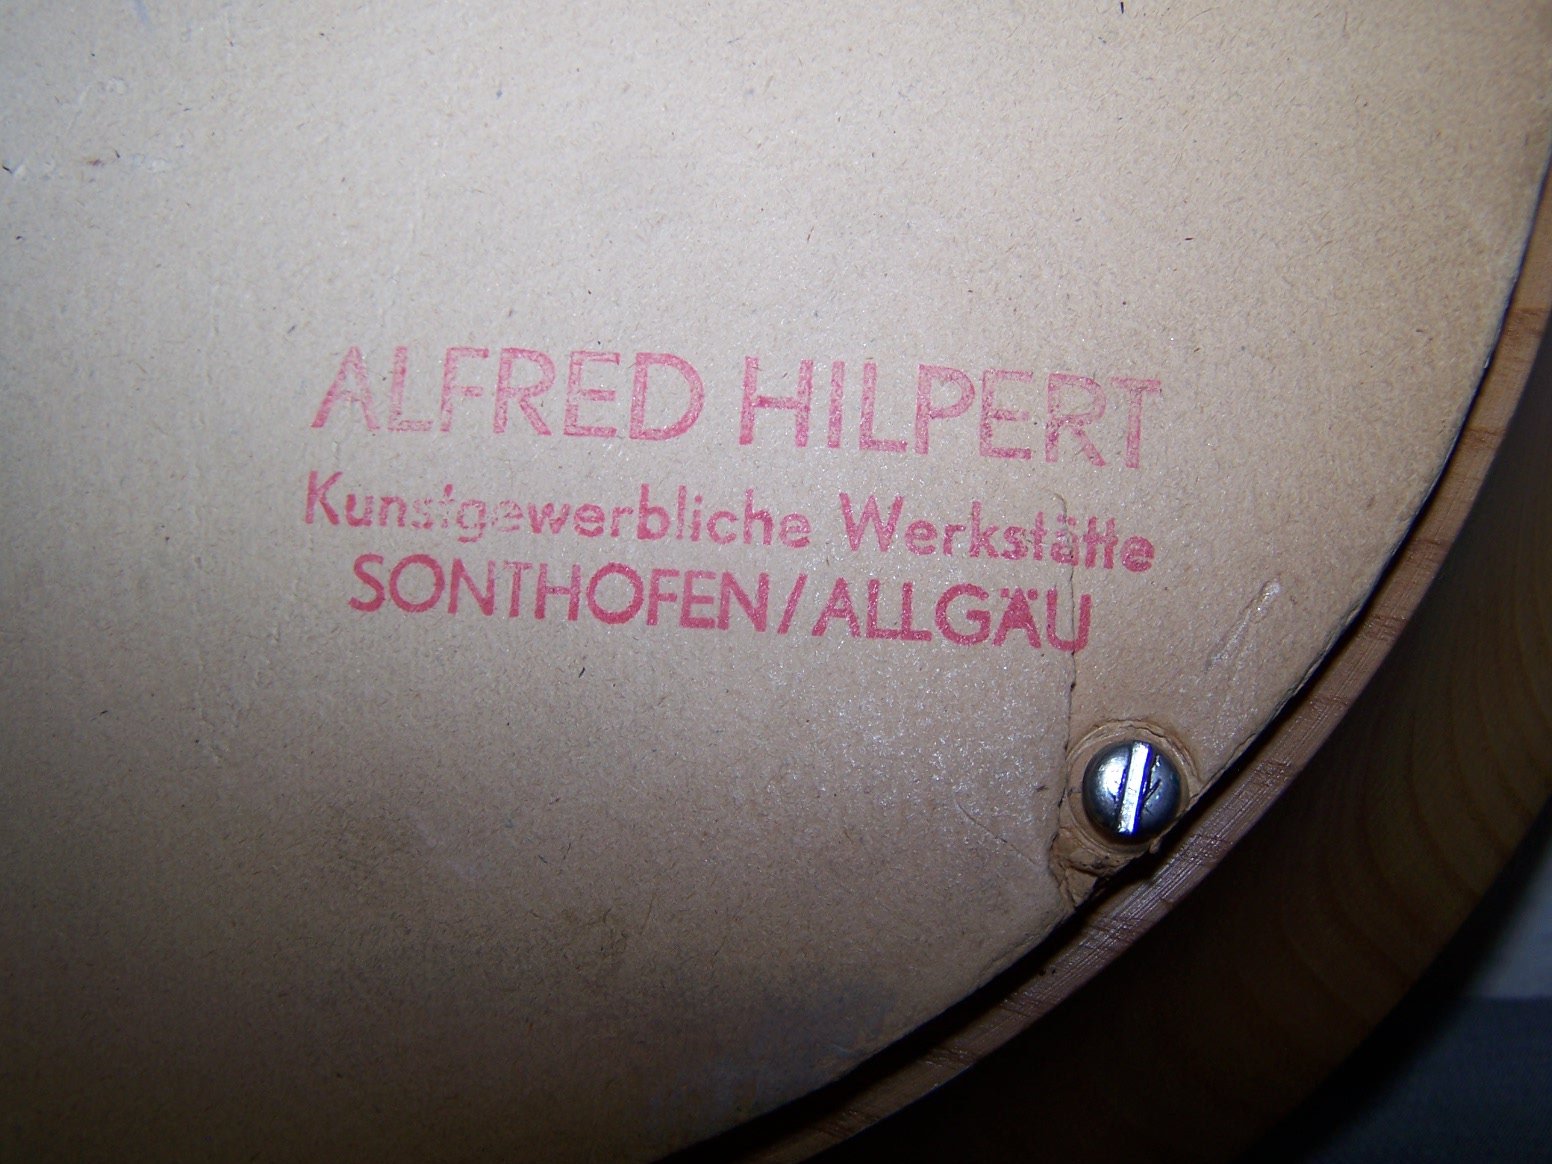 ALFRED HILPERT
Kunstgewerbliche Werkstätte
SONTHOFEN/ALLGÄU